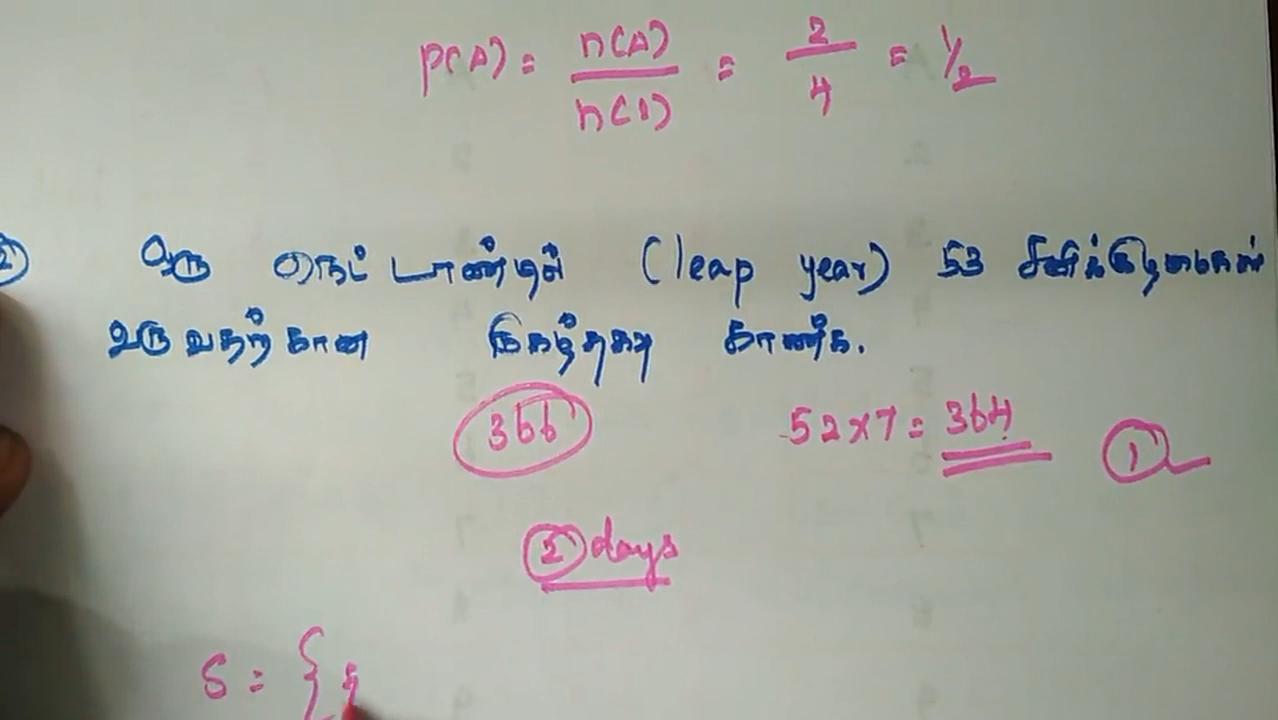 P(A) = n(A) / n(S) = 2 / 4 = 1/2
2) ஒரு நெட்டாண்டில் (leap year) 53 சனிக்கிழமைகள்
வருவதற்கான நிகழ்தகவு காண்க.
366 52×7 = 364 1
2 days
S = {